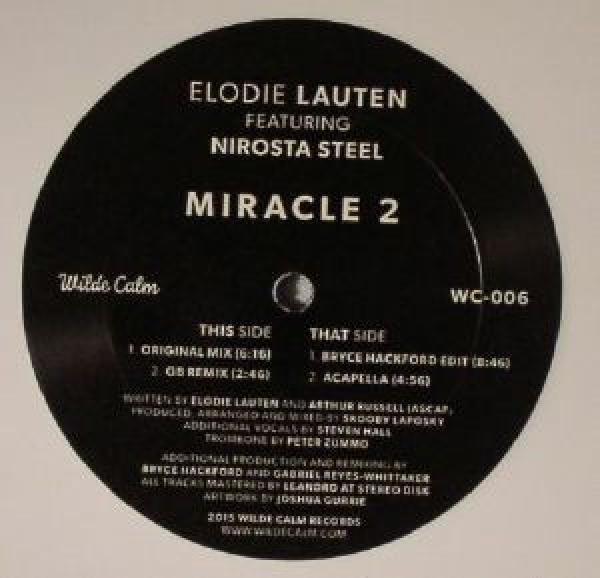 ELODIE LAUTEN
FEATURING
NIROSTA STEEL
MIRACLE 2
Wilde Calm
WC-006
THIS SIDE
1. ORIGINAL MIX (6:16)
2. GB REMIX (2:46)
THAT SIDE
1. BRYCE HACKFORD EDIT (8:46)
2. ACAPELLA (4:56)
WRITTEN BY ELODIE LAUTEN AND ARTHUR RUSSELL (ASCAP)
PRODUCED, ARRANGED AND MIXED BY SKOOBY LAPOSKY
ADDITIONAL VOCALS BY STEVEN HALL
TROMBONE BY PETER ZUMMO
ADDITIONAL PRODUCTION AND REMIXING BY
BRYCE HACKFORD AND GABRIEL REYES-WHITTAKER
ALL TRACKS MASTERED BY LEANDRO AT STEREO DISK
ARTWORK BY JOSHUA GURRIE
2015 WILDE CALM RECORDS
WWW.WILDECALM.COM